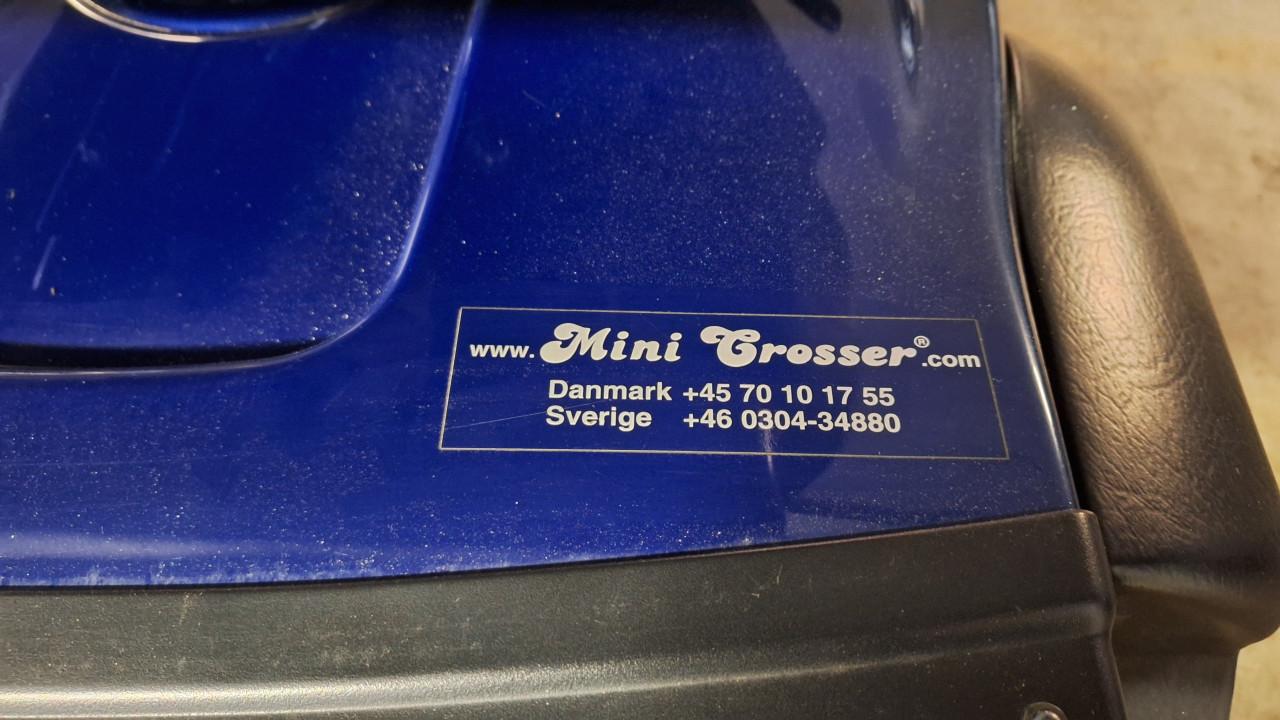 www.Mini Crosser®.com
Danmark +45 70 10 17 55
Sverige +46 0304-34880